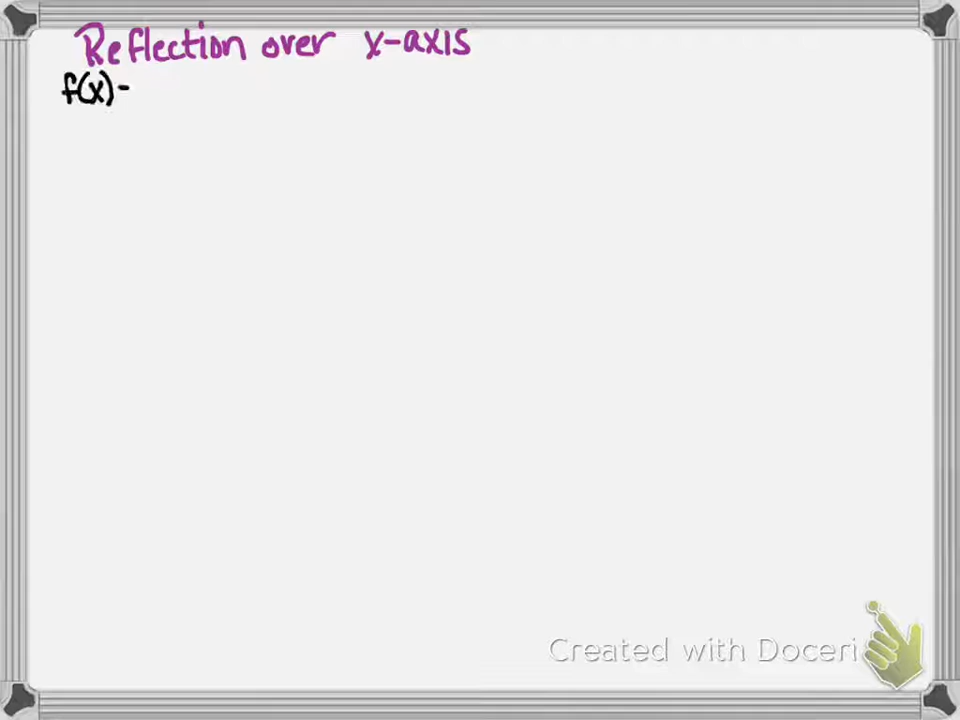 Reflection over x-axis
f(x)-
Created with Doceri